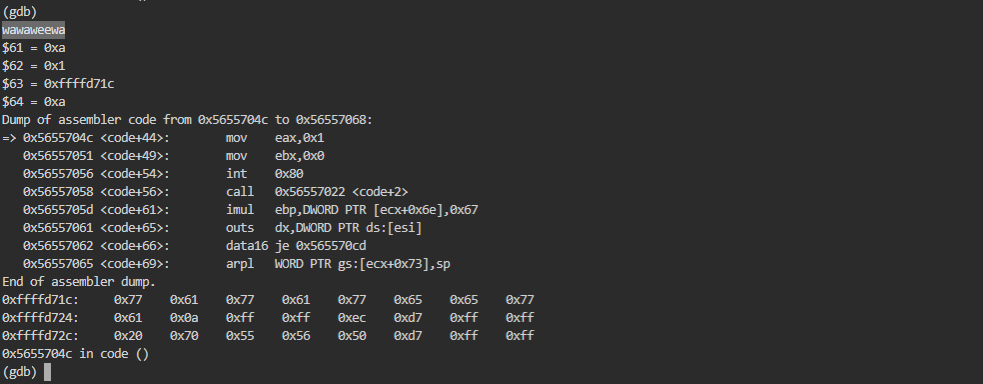 (gdb)
wawaweewa
$61 = 0xa
$62 = 0x1
$63 = 0xffffd71c
$64 = 0xa
Dump of assembler code from 0x5655704c to 0x56557068:
=> 0x5655704c <code+44>:	mov    eax,0x1
   0x56557051 <code+49>:	mov    ebx,0x0
   0x56557056 <code+54>:	int    0x80
   0x56557058 <code+56>:	call   0x56557022 <code+2>
   0x5655705d <code+61>:	imul   ebp,DWORD PTR [ecx+0x6e],0x67
   0x56557061 <code+65>:	outs   dx,DWORD PTR ds:[esi]
   0x56557062 <code+66>:	data16 je 0x565570cd
   0x56557065 <code+69>:	arpl   WORD PTR gs:[ecx+0x73],sp
End of assembler dump.
0xffffd71c:	0x77	0x61	0x77	0x61	0x77	0x65	0x65	0x77
0xffffd724:	0x61	0x0a	0xff	0xff	0xec	0xd7	0xff	0xff
0xffffd72c:	0x20	0x70	0x55	0x56	0x50	0xd7	0xff	0xff
0x5655704c in code ()
(gdb)